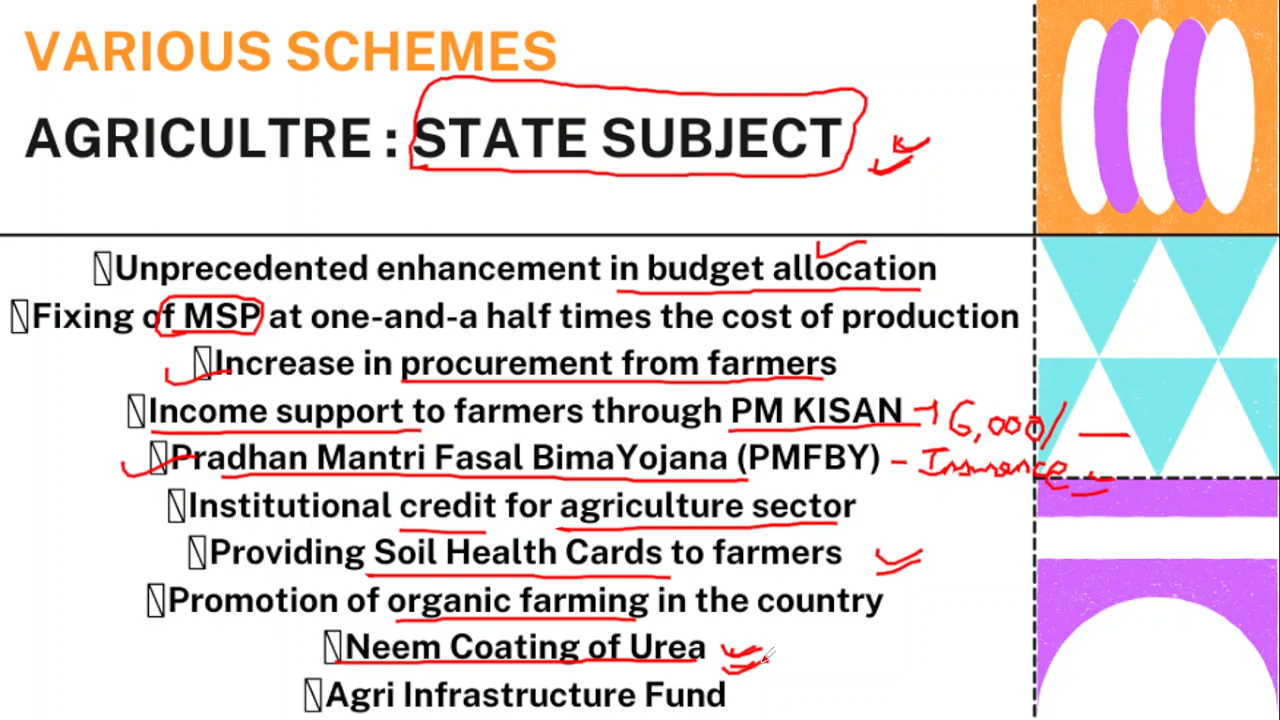 VARIOUS SCHEMES
AGRICULTRE : STATE SUBJECT
Unprecedented enhancement in budget allocation
Fixing of MSP at one-and-a half times the cost of production
Increase in procurement from farmers
Income support to farmers through PM KISAN → 6,000/
Pradhan Mantri Fasal BimaYojana (PMFBY) - Insurance
Institutional credit for agriculture sector
Providing Soil Health Cards to farmers
Promotion of organic farming in the country
Neem Coating of Urea
Agri Infrastructure Fund